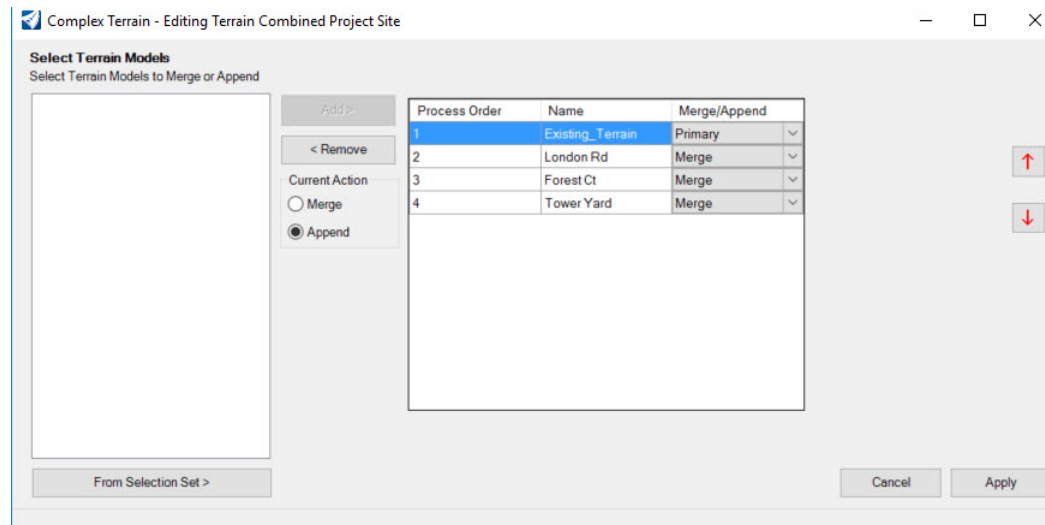 Complex Terrain - Editing Terrain Combined Project Site
Select Terrain Models
Select Terrain Models to Merge or Append
Add >
< Remove
Current Action
Merge
Append
Process Order Name Merge/Append
1 Existing_Terrain Primary
2 London Rd Merge
3 Forest Ct Merge
4 Tower Yard Merge
From Selection Set >
Cancel
Apply